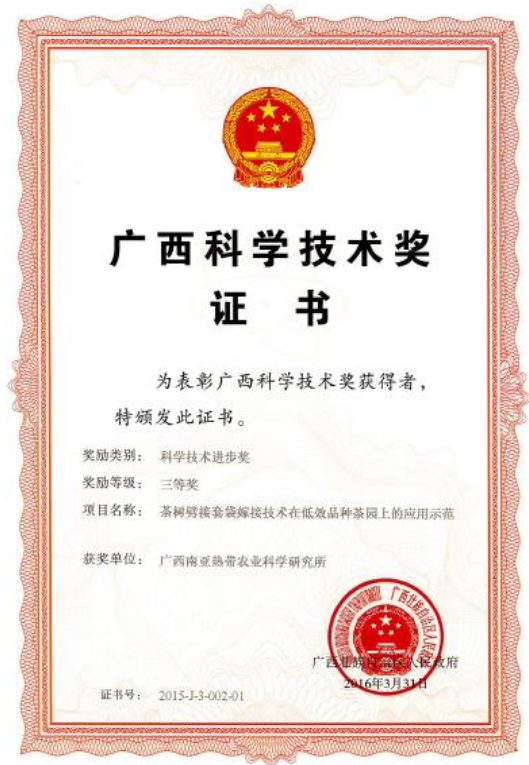 广西科学技术奖
证 书
为表彰广西科学技术奖获得者，
特颁发此证书。
奖励类别： 科学技术进步奖
奖励等级： 三等奖
项目名称： 茶树劈接套袋嫁接技术在低效品种茶园上的应用示范
获奖单位： 广西南亚热带农业科学研究所
广西壮族自治区人民政府
2016年3月31日
证书号： 2015-J-3-002-01